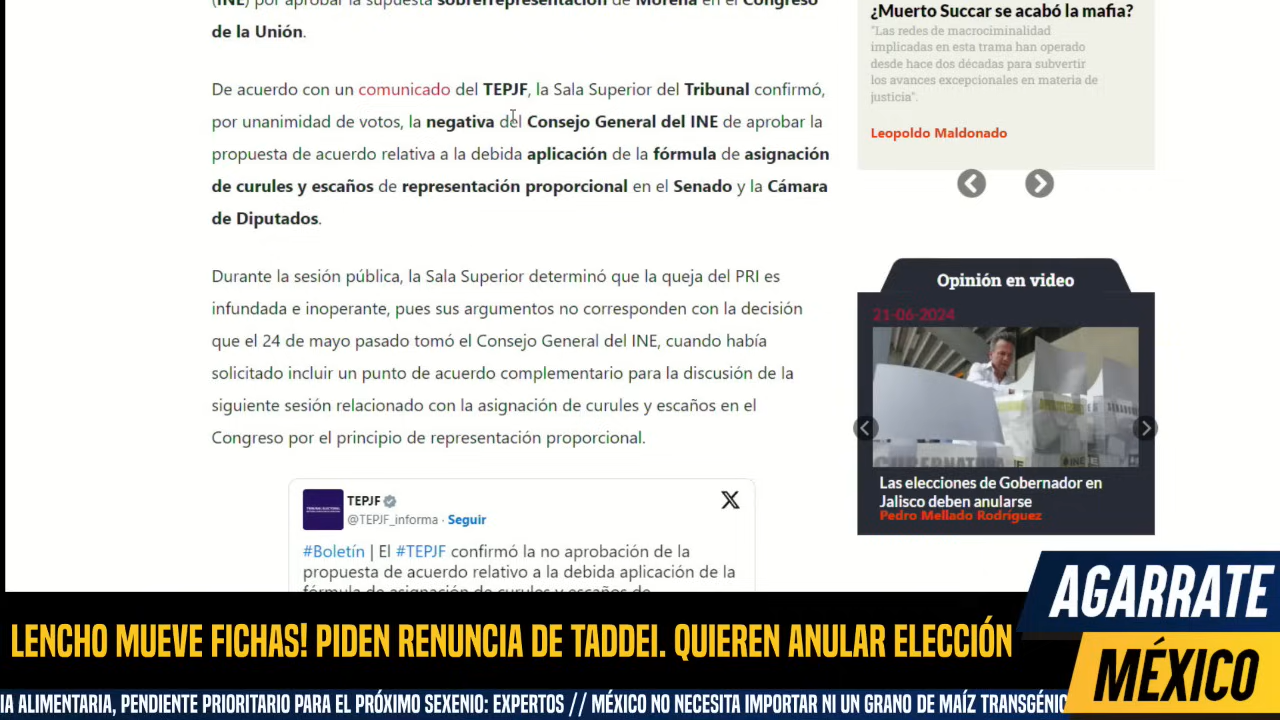 (INE) por aprobar la supuesta sobrerrepresentación de Morena en el Congreso
de la Unión.
De acuerdo con un comunicado del TEPJF, la Sala Superior del Tribunal confirmó,
por unanimidad de votos, la negativa del Consejo General del INE de aprobar la
propuesta de acuerdo relativa a la debida aplicación de la fórmula de asignación
de curules y escaños de representación proporcional en el Senado y la Cámara
de Diputados.
Durante la sesión pública, la Sala Superior determinó que la queja del PRI es
infundada e inoperante, pues sus argumentos no corresponden con la decisión
que el 24 de mayo pasado tomó el Consejo General del INE, cuando había
solicitado incluir un punto de acuerdo complementario para la discusión de la
siguiente sesión relacionado con la asignación de curules y escaños en el
Congreso por el principio de representación proporcional.
TEPJF
@TEPJF_informa · Seguir
#Boletín | El #TEPJF confirmó la no aprobación de la
propuesta de acuerdo relativo a la debida aplicación de la
fórmula de asignación de curules y escaños de
¿Muerto Succar se acabó la mafia?
"Las redes de macrocriminalidad
implicadas en esta trama han operado
desde hace dos décadas para subvertir
los avances excepcionales en materia de
justicia".
Leopoldo Maldonado
Opinión en video
21-06-2024
GUBERNATURA
INE
Las elecciones de Gobernador en
Jalisco deben anularse
Pedro Mellado Rodríguez
AGARRATE
MÉXICO
LENCHO MUEVE FICHAS! PIDEN RENUNCIA DE TADDEI. QUIEREN ANULAR ELECCIÓN
IA ALIMENTARIA, PENDIENTE PRIORITARIO PARA EL PRÓXIMO SEXENIO: EXPERTOS // MÉXICO NO NECESITA IMPORTAR NI UN GRANO DE MAÍZ TRANSGÉNIC